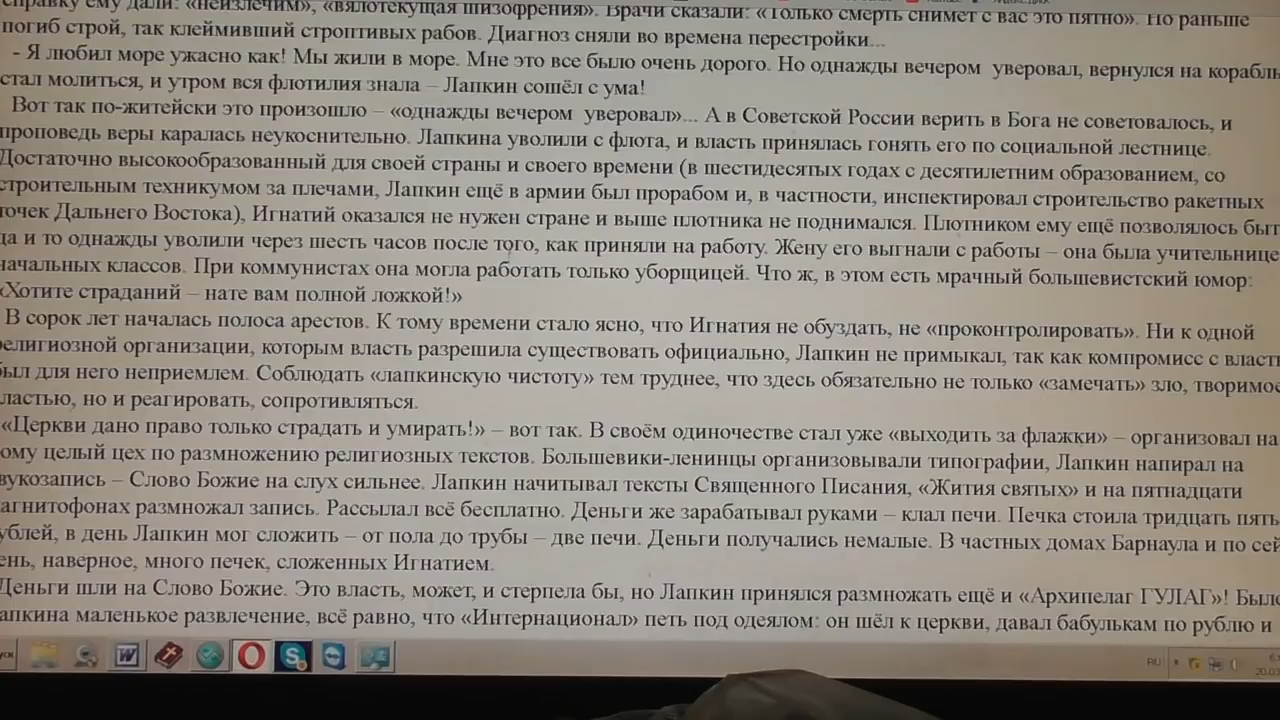 справку ему дали: «неизлечим», «вялотекущая шизофрения». Врачи сказали: «Только смерть снимет с вас это пятно». Но раньше
погиб строй, так клеймивший строптивых рабов. Диагноз сняли во времена перестройки...
- Я любил море ужасно как! Мы жили в море. Мне это все было очень дорого. Но однажды вечером уверовал, вернулся на корабль
стал молиться, и утром вся флотилия знала – Лапкин сошёл с ума!
Вот так по-житейски это произошло – «однажды вечером уверовал»... А в Советской России верить в Бога не советовалось, и
проповедь веры каралась неукоснительно. Лапкина уволили с флота, и власть принялась гонять его по социальной лестнице.
Достаточно высокообразованный для своей страны и своего времени (в шестидесятых годах с десятилетним образованием, со
строительным техникумом за плечами, Лапкин ещё в армии был прорабом и, в частности, инспектировал строительство ракетных
точек Дальнего Востока), Игнатий оказался не нужен стране и выше плотника не поднимался. Плотником ему ещё позволялось быт
да и то однажды уволили через шесть часов после того, как приняли на работу. Жену его выгнали с работы – она была учительнице
начальных классов. При коммунистах она могла работать только уборщицей. Что ж, в этом есть мрачный большевистский юмор:
«Хотите страданий – нате вам полной ложкой!»
В сорок лет началась полоса арестов. К тому времени стало ясно, что Игнатия не обуздать, не «проконтролировать». Ни к одной
религиозной организации, которым власть разрешила существовать официально, Лапкин не примыкал, так как компромисс с власт
был для него неприемлем. Соблюдать «лапкинскую чистоту» тем труднее, что здесь обязательно не только «замечать» зло, творимое
ластью, но и реагировать, сопротивляться.
«Церкви дано право только страдать и умирать!» – вот так. В своём одиночестве стал уже «выходить за флажки» – организовал на
ому целый цех по размножению религиозных текстов. Большевики-ленинцы организовывали типографии, Лапкин напирал на
вукозапись – Слово Божие на слух сильнее. Лапкин начитывал тексты Священного Писания, «Жития святых» и на пятнадцати
агнитофонах размножал запись. Рассылал всё бесплатно. Деньги же зарабатывал руками – клал печи. Печка стоила тридцать пять
ублей, в день Лапкин мог сложить – от пола до трубы – две печи. Деньги получались немалые. В частных домах Барнаула и по сей
ень, наверное, много печек, сложенных Игнатием.
Деньги шли на Слово Божие. Это власть, может, и стерпела бы, но Лапкин принялся размножать ещё и «Архипелаг ГУЛАГ»! Было
апкина маленькое развлечение, всё равно, что «Интернационал» петь под одеялом: он шёл к церкви, давал бабулькам по рублю и
RU